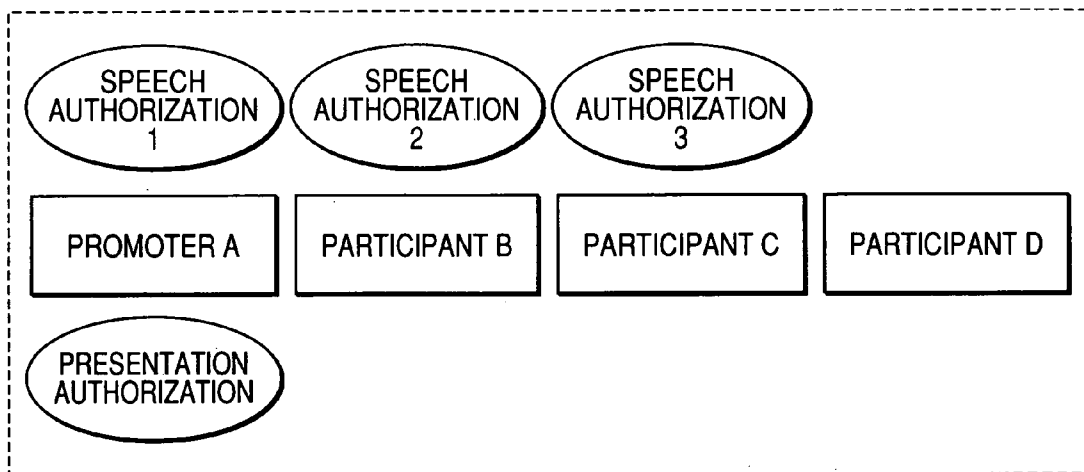 SPEECH
AUTHORIZATION
1
SPEECH
AUTHORIZATION
2
SPEECH
AUTHORIZATION
3
PROMOTER A
PARTICIPANT B
PARTICIPANT C
PARTICIPANT D
PRESENTATION
AUTHORIZATION